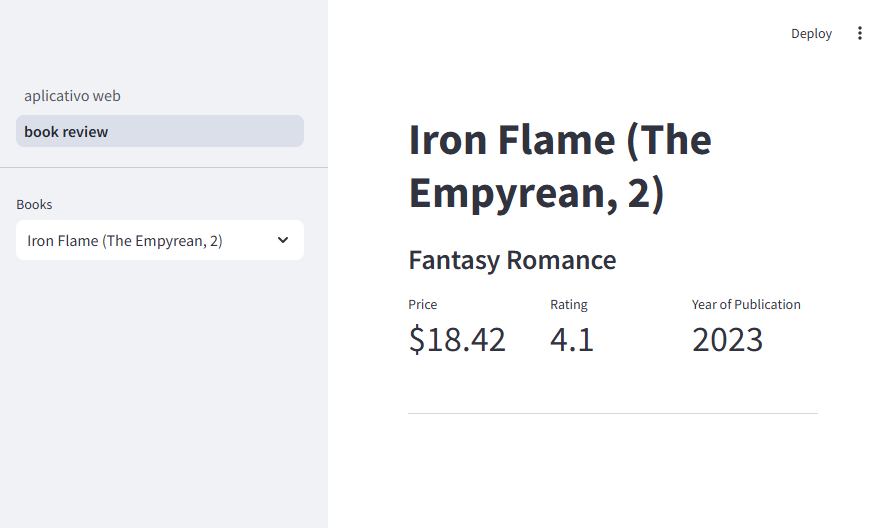 Deploy
aplicativo web
book review
Books
Iron Flame (The Empyrean, 2)
Iron Flame (The
Empyrean, 2)
Fantasy Romance
Price Rating Year of Publication
$18.42 4.1 2023